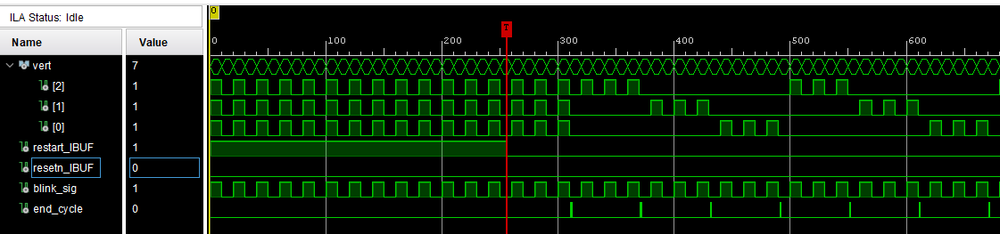 ILA Status: Idle
0
T
Name Value
0 100 200 300 400 500 600
vert 7
[2] 1
[1] 1
[0] 1
restart_IBUF 1
resetn_IBUF 0
blink_sig 1
end_cycle 0